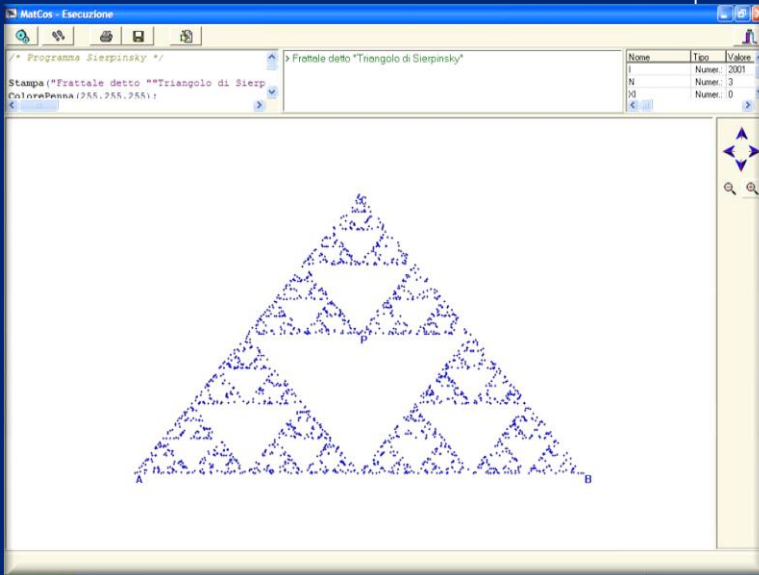 MatCos - Esecuzione
/* Programma Sierpinsky */
Stampa("Frattale detto ""Triangolo di Sierp
ColorePenna(255,255,255);
> Frattale detto "Triangolo di Sierpinsky"
Nome Tipo Valore
I Numer.: 2001
N Numer.: 3
XI Numer.: 0
C
P
A B